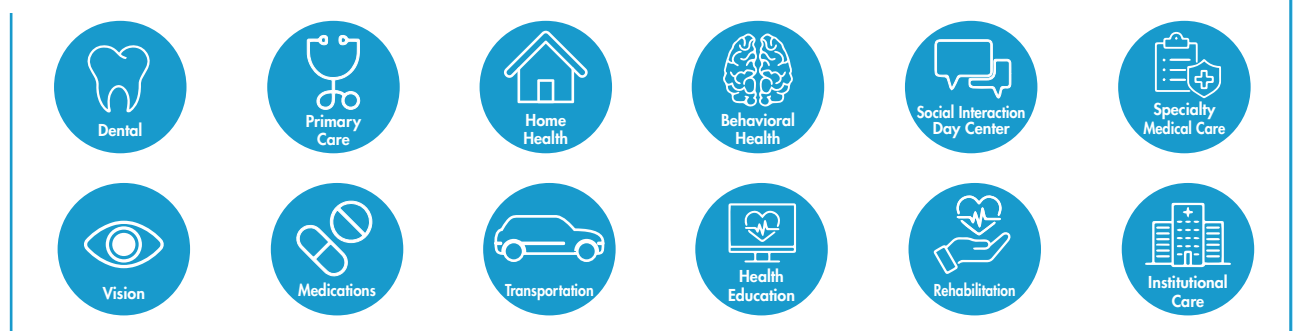 Dental
Primary
Care
Home
Health
Behavioral
Health
Social Interaction
Day Center
Specialty
Medical Care
Vision
Medications
Transportation
Health
Education
Rehabilitation
Institutional
Care